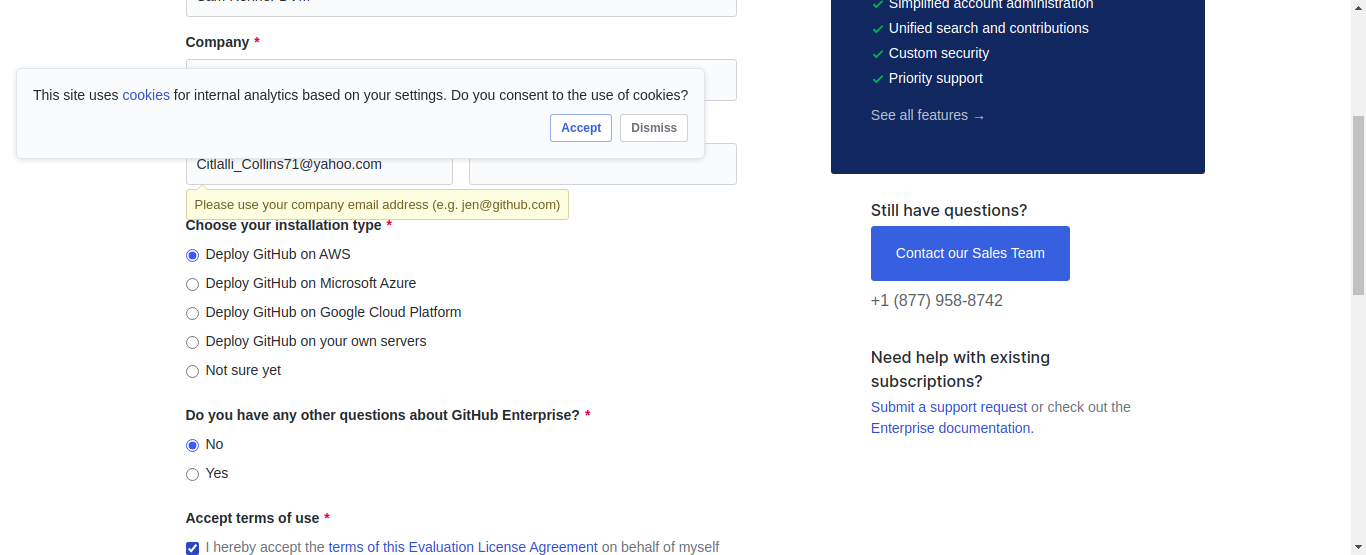 Company *
This site uses cookies for internal analytics based on your settings. Do you consent to the use of cookies?
Accept
Dismiss
Citlalli_Collins71@yahoo.com
Please use your company email address (e.g. jen@github.com)
Choose your installation type *
Deploy GitHub on AWS
Deploy GitHub on Microsoft Azure
Deploy GitHub on Google Cloud Platform
Deploy GitHub on your own servers
Not sure yet
Do you have any other questions about GitHub Enterprise? *
No
Yes
Accept terms of use *
I hereby accept the terms of this Evaluation License Agreement on behalf of myself
Simplified account administration
Unified search and contributions
Custom security
Priority support
See all features →
Still have questions?
Contact our Sales Team
+1 (877) 958-8742
Need help with existing
subscriptions?
Submit a support request or check out the
Enterprise documentation.